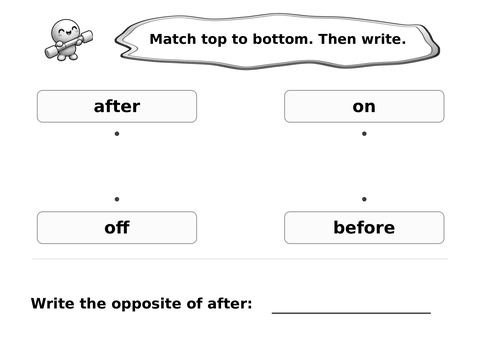 Match top to bottom. Then write.
after
on
off
before
Write the opposite of after: